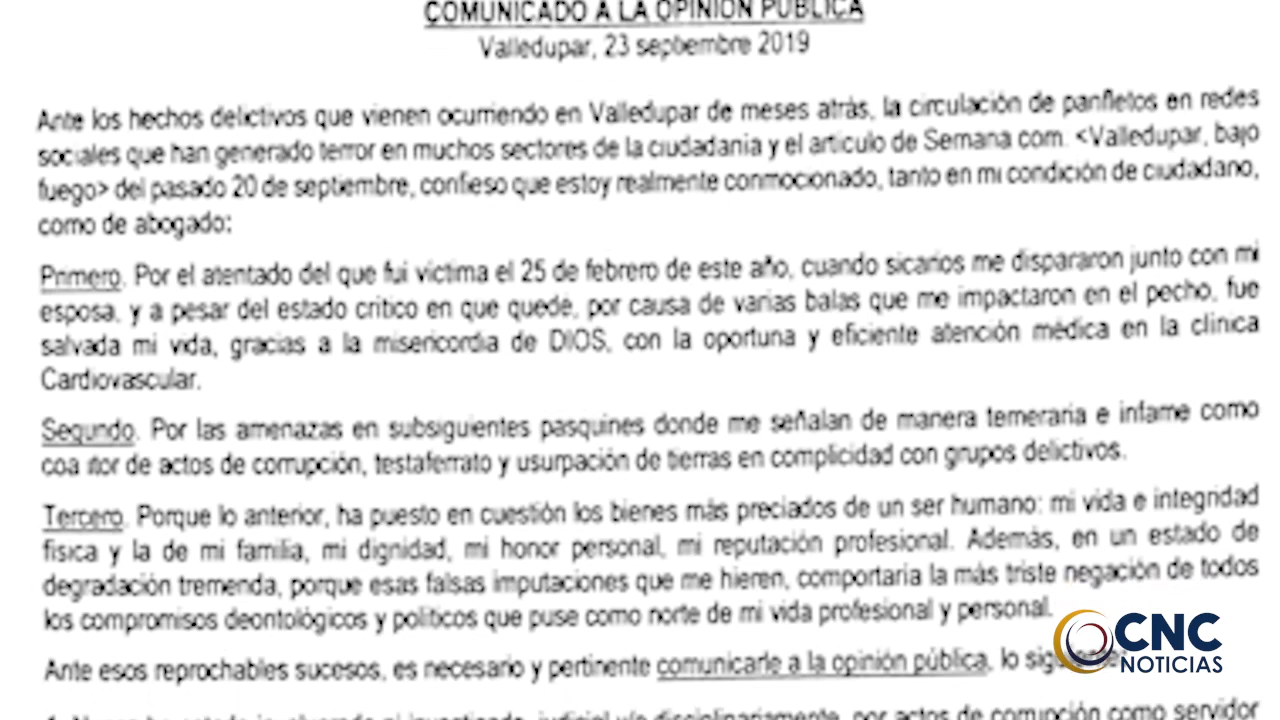 COMUNICADO A LA OPINIÓN PÚBLICA
Valledupar, 23 septiembre 2019
Ante los hechos delictivos que vienen ocurriendo en Valledupar de meses atrás, la circulación de panfletos en redes
sociales que han generado terror en muchos sectores de la ciudadanía y el artículo de Semana com. <Valledupar, bajo
fuego> del pasado 20 de septiembre, confieso que estoy realmente conmocionado, tanto en mi condición de ciudadano,
como de abogado:
Primero. Por el atentado del que fui víctima el 25 de febrero de este año, cuando sicarios me dispararon junto con mi
esposa, y a pesar del estado crítico en que quedé, por causa de varias balas que me impactaron en el pecho, fue
salvada mi vida, gracias a la misericordia de DIOS, con la oportuna y eficiente atención médica en la clínica
Cardiovascular.
Segundo. Por las amenazas en subsiguientes pasquines donde me señalan de manera temeraria e infame como
de actos de corrupción, testaferrato y usurpación de tierras en complicidad con grupos delictivos.
Tercero. Porque lo anterior, ha puesto en cuestión los bienes más preciados de un ser humano: mi vida e integridad
física y la de mi familia, mi dignidad, mi honor personal, mi reputación profesional. Además, en un estado de
degradación tremenda, porque esas falsas imputaciones que me hieren, comportaría la más triste negación de todos
los compromisos deontológicos y políticos que puse como norte de mi vida profesional y personal.
Ante esos reprochables sucesos, es necesario y pertinente comunicarle a la opinión pública, lo
disciplinariamente, por actos de corrupción como servidor
CNC
NOTICIAS